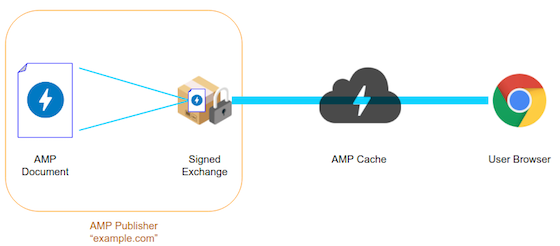 AMP
Document
Signed
Exchange
AMP Cache
User Browser
AMP Publisher
“example.com”